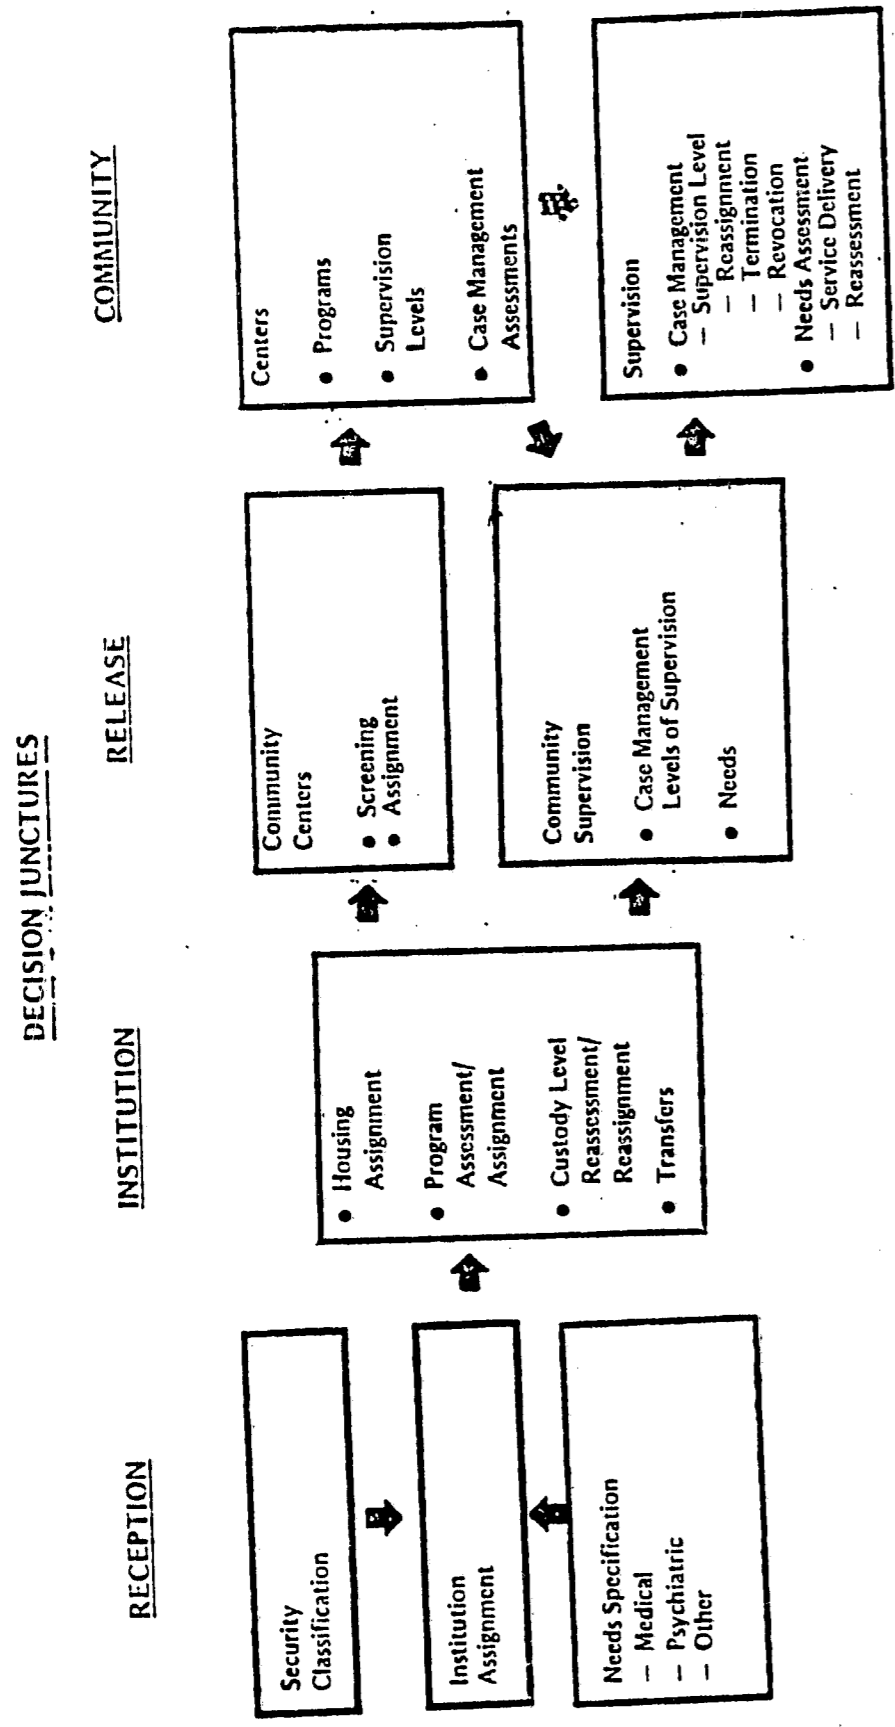 DECISION JUNCTURES
RECEPTION
INSTITUTION
RELEASE
COMMUNITY
Security
Classification
Institution
Assignment
Needs Specification
— Medical
— Psychiatric
— Other
• Housing
Assignment
• Program
Assessment/
Assignment
• Custody Level
Reassessment/
Reassignment
• Transfers
Community
Centers
• Screening
• Assignment
Community
Supervision
• Case Management
Levels of Supervision
• Needs
Centers
• Programs
• Supervision
Levels
• Case Management
Assessments
Supervision
• Case Management
— Supervision Level
— Reassignment
— Termination
— Revocation
• Needs Assessment
— Service Delivery
— Reassessment